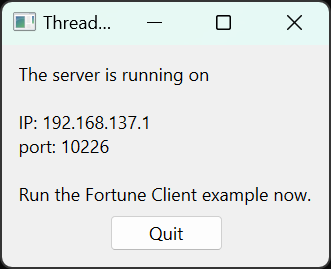 Thread...
The server is running on
IP: 192.168.137.1
port: 10226
Run the Fortune Client example now.
Quit